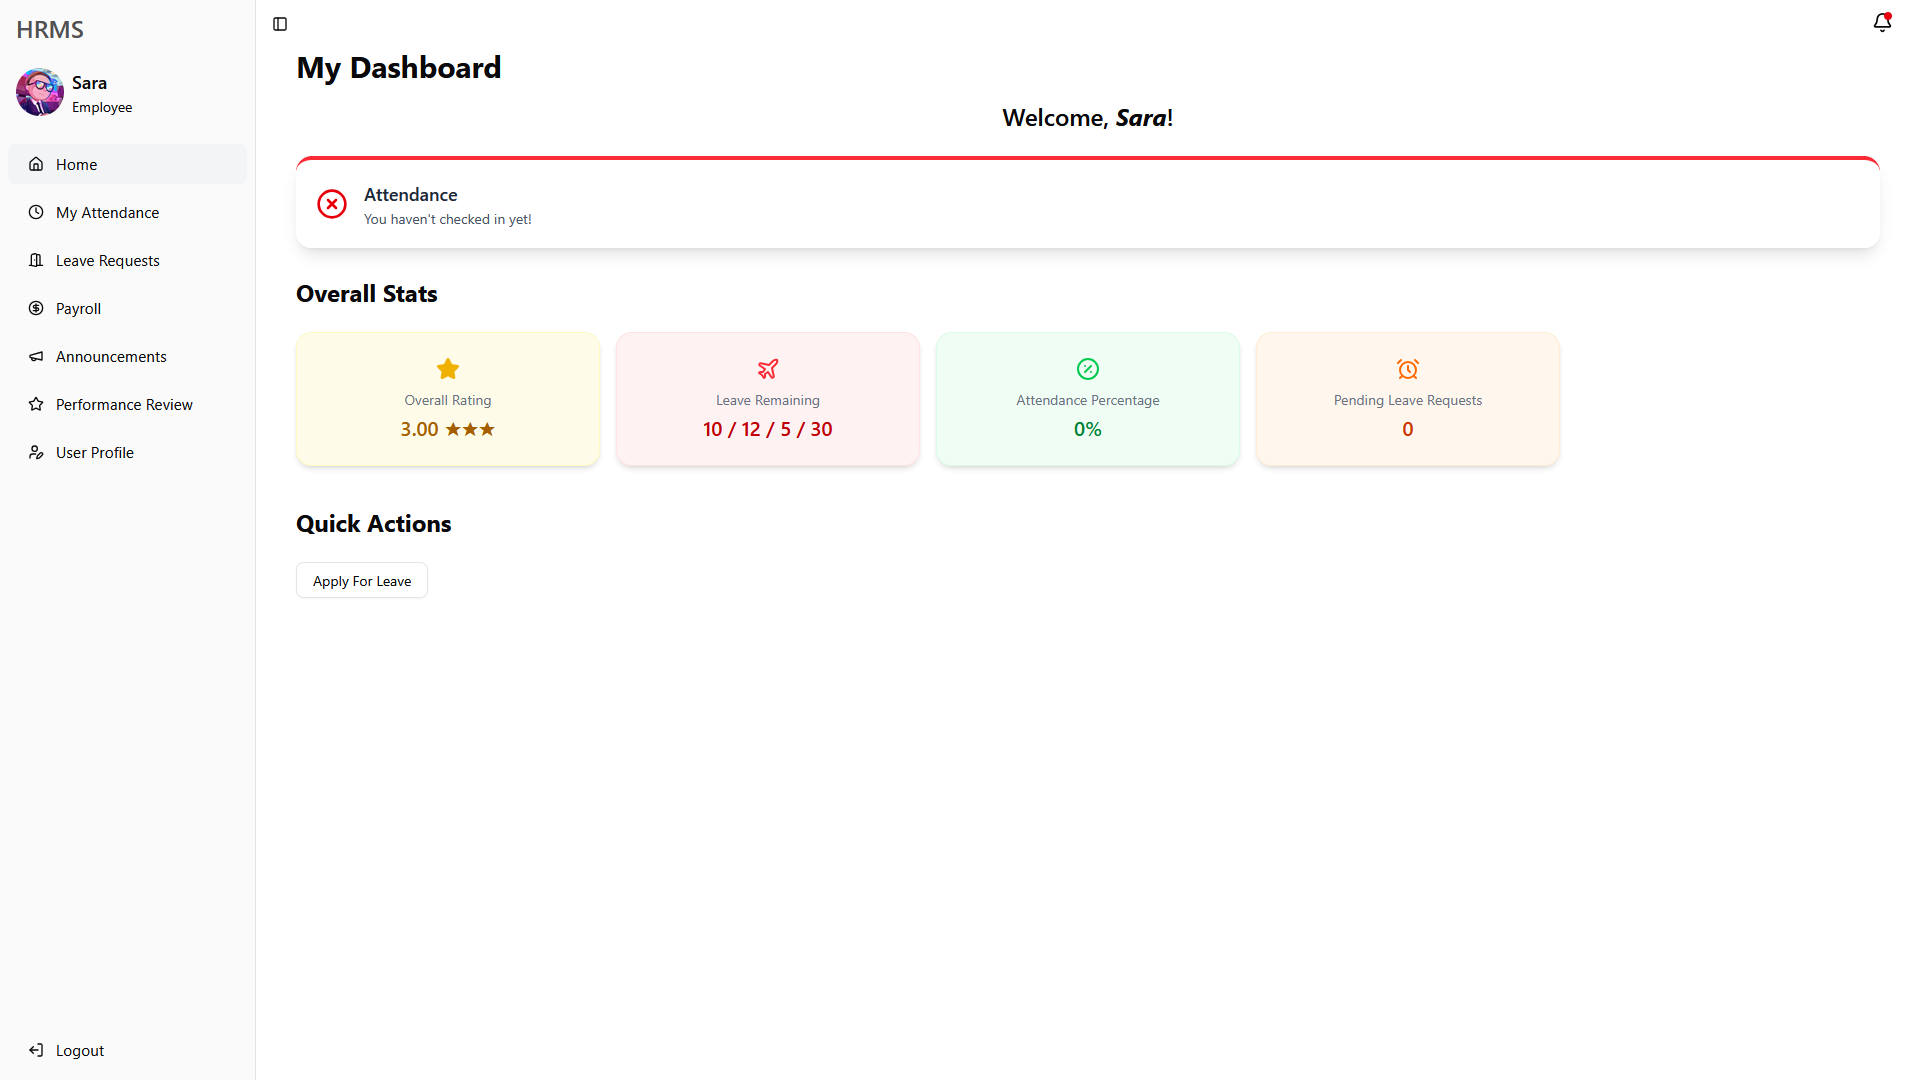 HRMS
Sara
Employee
Home
My Attendance
Leave Requests
Payroll
Announcements
Performance Review
User Profile
Logout
My Dashboard
Welcome, Sara!
Attendance
You haven't checked in yet!
Overall Stats
Overall Rating
3.00 ★★★
Leave Remaining
10 / 12 / 5 / 30
Attendance Percentage
0%
Pending Leave Requests
0
Quick Actions
Apply For Leave